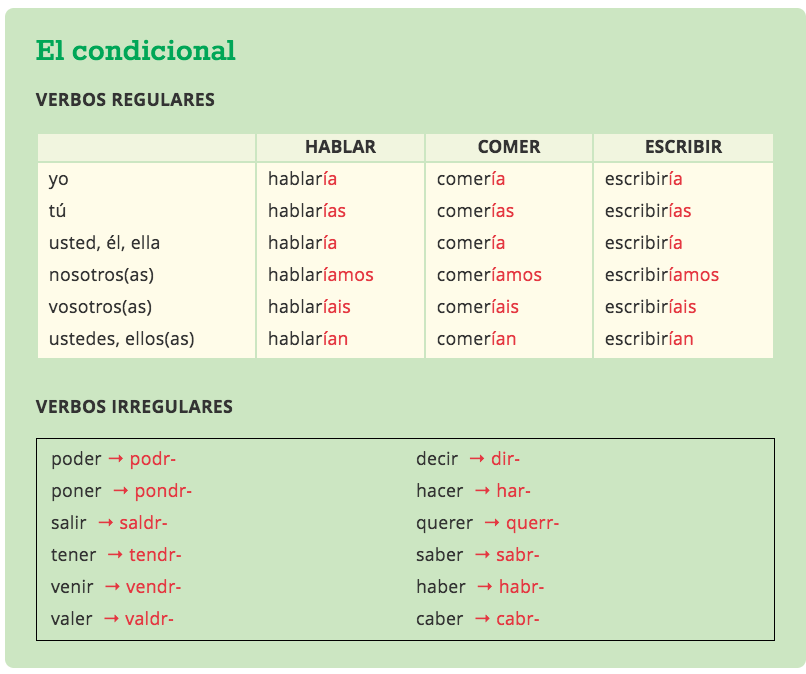 El condicional
VERBOS REGULARES
HABLAR COMER ESCRIBIR
yo hablaría comería escribiría
tú hablarías comerías escribirías
usted, él, ella hablaría comería escribiría
nosotros(as) hablaríamos comeríamos escribiríamos
vosotros(as) hablaríais comeríais escribiríais
ustedes, ellos(as) hablarían comerían escribirían
VERBOS IRREGULARES
poder → podr- decir → dir-
poner → pondr- hacer → har-
salir → saldr- querer → querr-
tener → tendr- saber → sabr-
venir → vendr- haber → habr-
valer → valdr- caber → cabr-